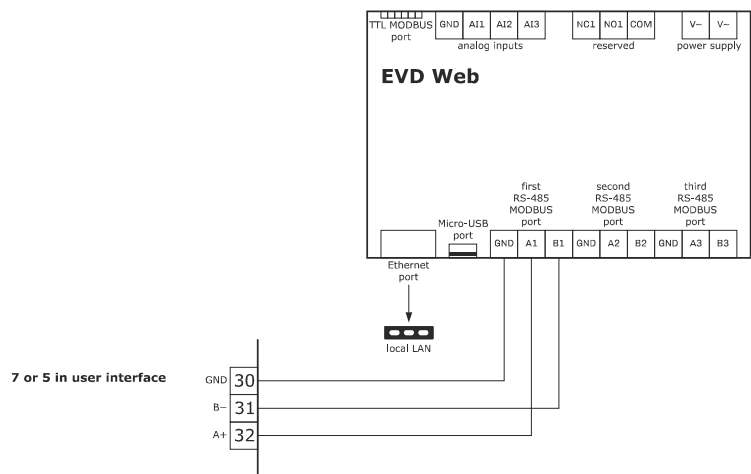 TTL MODBUS
port
GND AI1 AI2 AI3
analog inputs
NC1 NO1 COM
reserved
V~ V~
power supply
EVD Web
Micro-USB
port
first
RS-485
MODBUS
port
second
RS-485
MODBUS
port
third
RS-485
MODBUS
port
GND A1 B1 GND A2 B2 GND A3 B3
Ethernet
port
local LAN
7 or 5 in user interface
GND 30
B− 31
A+ 32